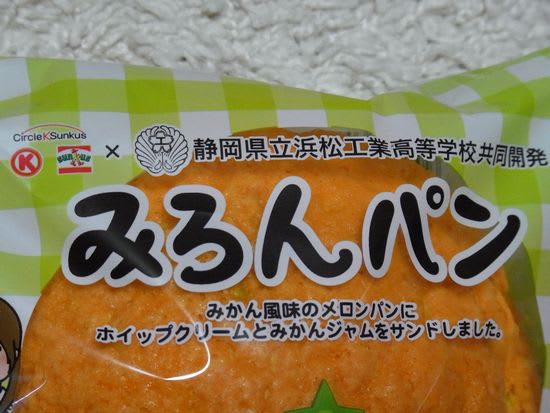 CircleKSunkus
K sunkus × 工 静岡県立浜松工業高等学校共同開発
みろんパン
みかん風味のメロンパンに
ホイップクリームとみかんジャムをサンドしました。